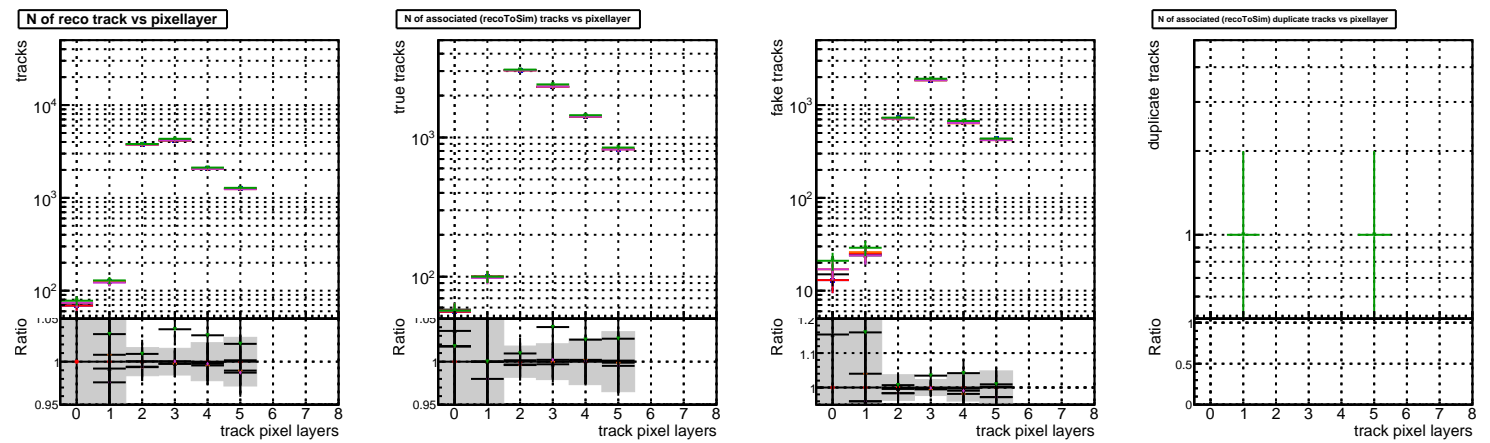 N of reco track vs pixellayer
tracks
10^4
10^3
10^2
Ratio
1.05
1
0.95
0 1 2 3 4 5 6 7 8
track pixel layers
N of associated (recoToSim) tracks vs pixellayer
true tracks
10^3
10^2
Ratio
1.05
1
0.95
0 1 2 3 4 5 6 7 8
track pixel layers
fake tracks
10^3
10^2
10
Ratio
1.2
1.1
1
0 1 2 3 4 5 6 7 8
track pixel layers
N of associated (recoToSim) duplicate tracks vs pixellayer
duplicate tracks
1
Ratio
1
0.5
0
0 1 2 3 4 5 6 7 8
track pixel layers